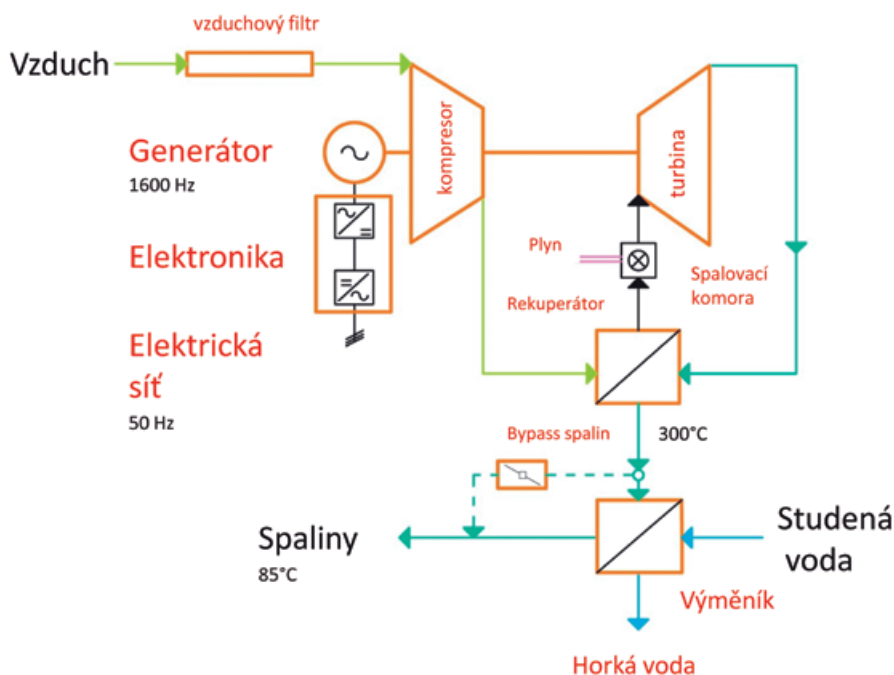 vzduchový filtr
Vzduch
Generátor
1600 Hz
kompresor
turbina
Elektronika
Plyn
Spalovací
komora
Rekuperátor
Elektrická
síť
50 Hz
Bypass spalin
300°C
Spaliny
85°C
Studená
voda
Výměník
Horká voda